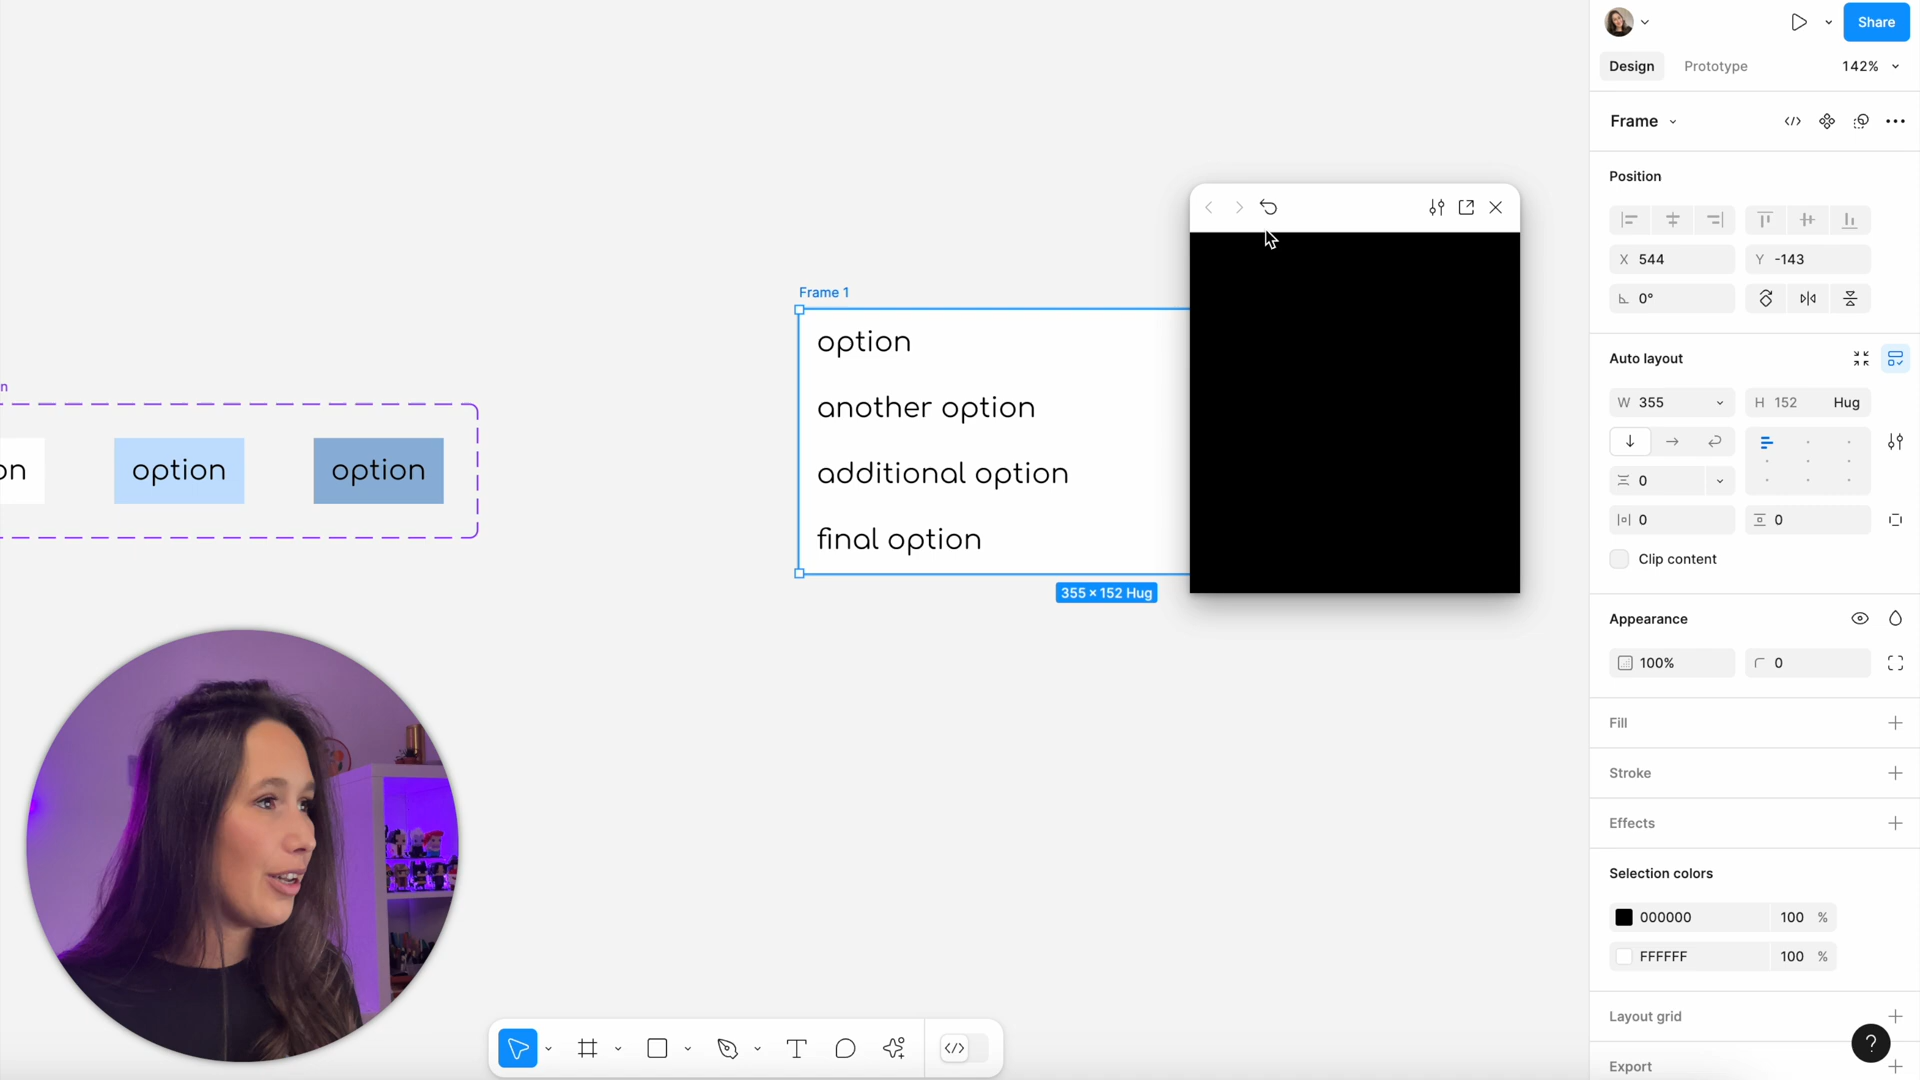 Share
Design Prototype 142%
Frame
Position
X 544 Y -143
0°
Auto layout
W 355 H 152 Hug
0
0 0
Clip content
Appearance
100% 0
Fill
Stroke
Effects
Selection colors
000000 100 %
FFFFFF 100 %
Layout grid
Export
?
Frame 1
option
another option
additional option
final option
355 × 152 Hug
n
on option option